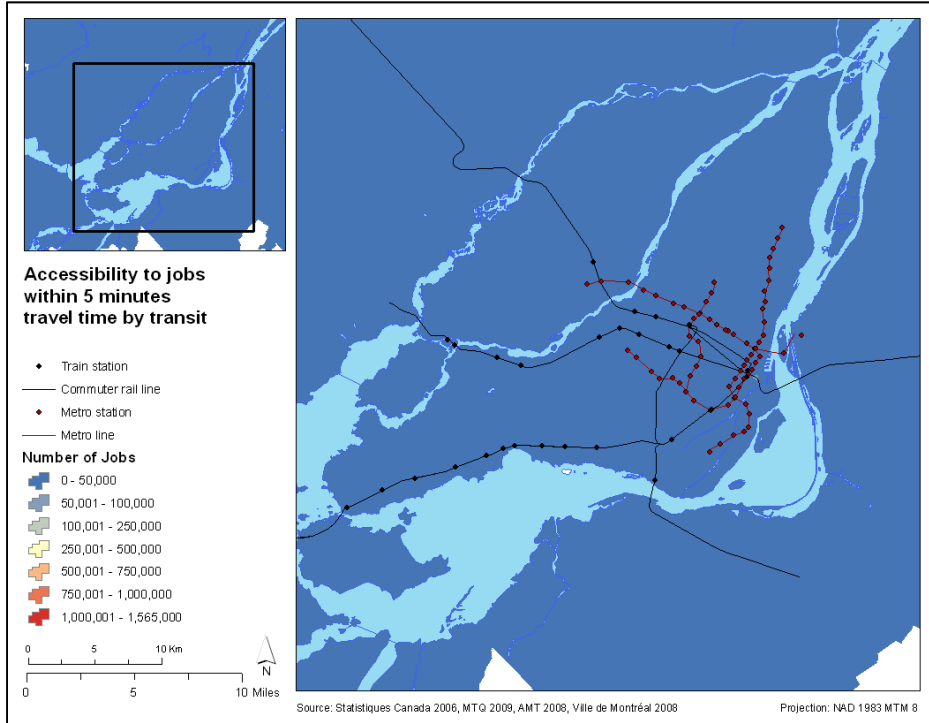 Accessibility to jobs
within 5 minutes
travel time by transit
Train station
Commuter rail line
Metro station
Metro line
Number of Jobs
0 - 50,000
50,001 - 100,000
100,001 - 250,000
250,001 - 500,000
500,001 - 750,000
750,001 - 1,000,000
1,000,001 - 1,565,000
0 5 10 Km
N
0 5 10 Miles
Source: Statistiques Canada 2006, MTQ 2009, AMT 2008, Ville de Montréal 2008
Projection: NAD 1983 MTM 8